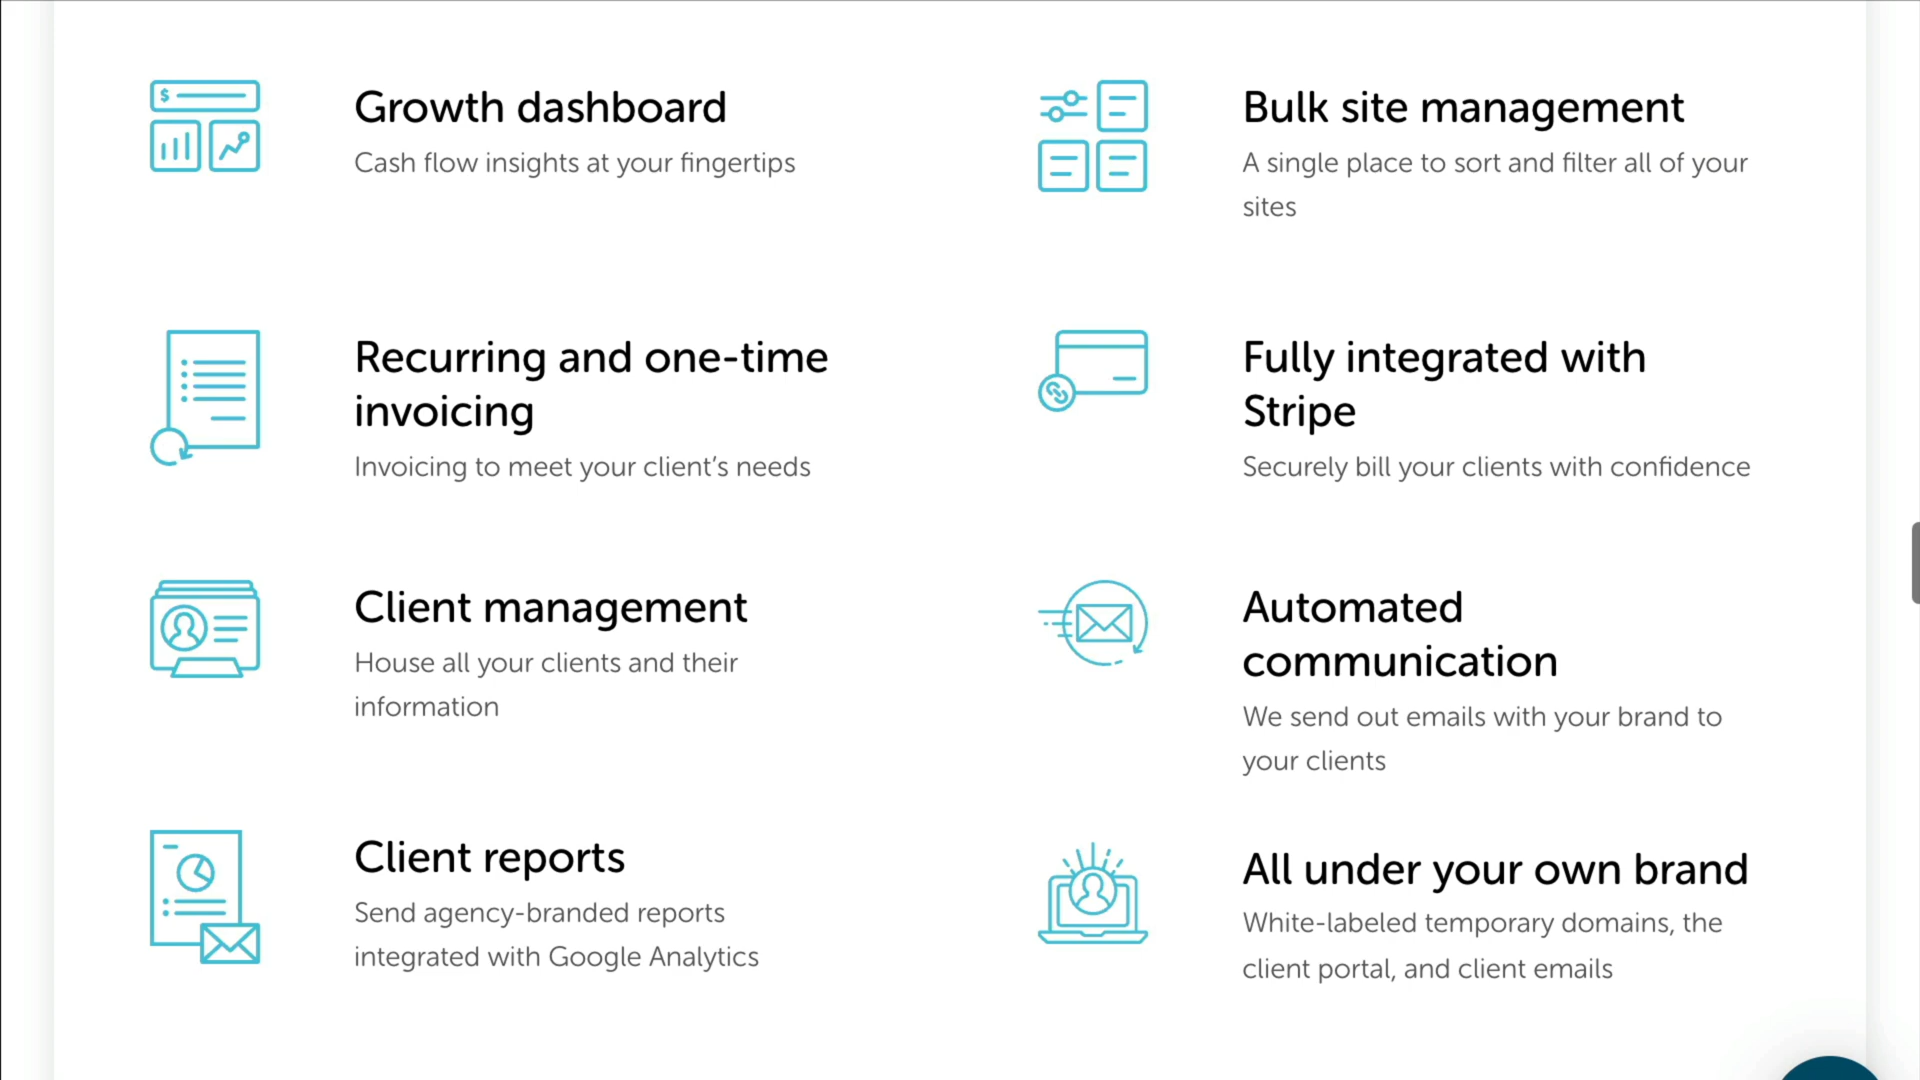 Growth dashboard
Cash flow insights at your fingertips
Bulk site management
A single place to sort and filter all of your
sites
Recurring and one-time
invoicing
Invoicing to meet your client’s needs
Fully integrated with
Stripe
Securely bill your clients with confidence
Client management
House all your clients and their
information
Automated
communication
We send out emails with your brand to
your clients
Client reports
Send agency-branded reports
integrated with Google Analytics
All under your own brand
White-labeled temporary domains, the
client portal, and client emails
$